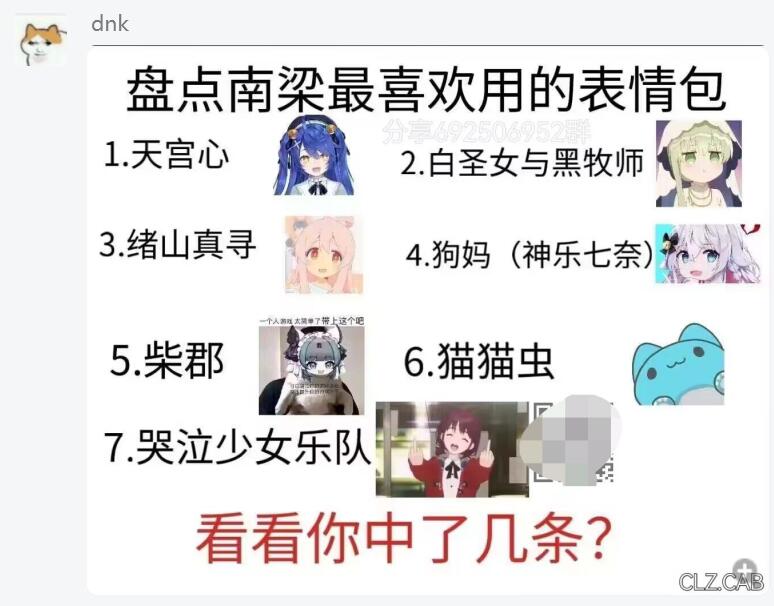 dnk
盘点南梁最喜欢用的表情包
分享692506952群
1.天宫心
2.白圣女与黑牧师
3.绪山真寻
4.狗妈（神乐七奈）
一个人游戏 太简单了带上这个吧
5.柴郡
6.猫猫虫
7.哭泣少女乐队
看看你中了几条？
CLZ.CAB